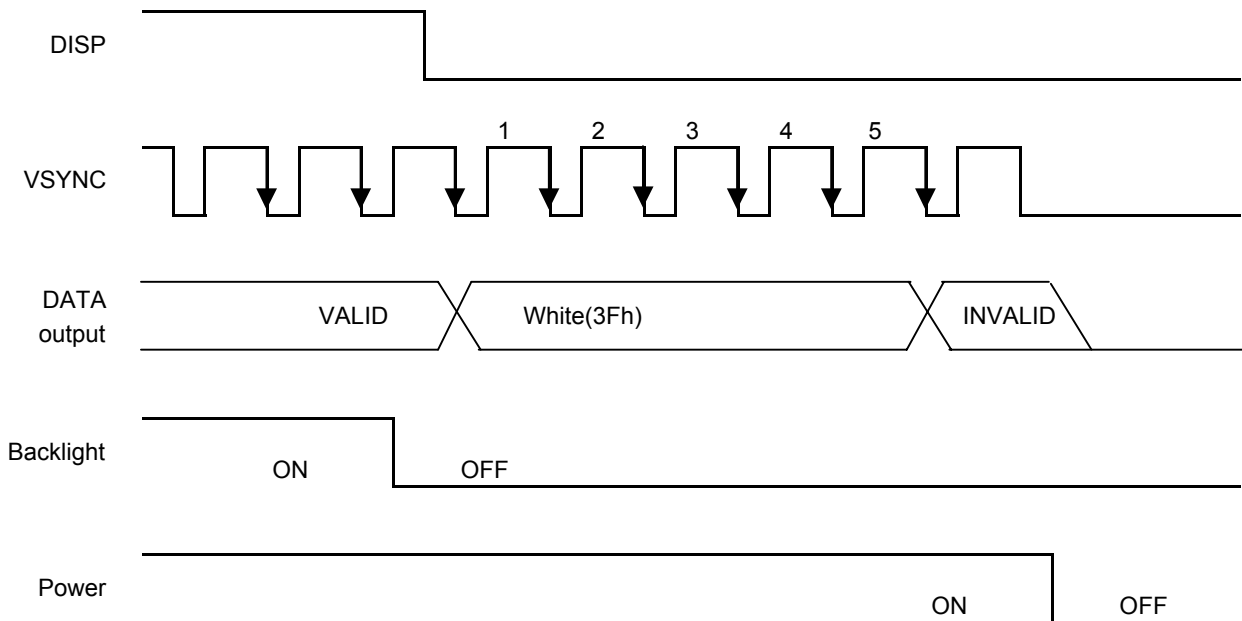 DISP
1 2 3 4 5
VSYNC
DATA
output
VALID White(3Fh) INVALID
Backlight
ON OFF
Power
ON OFF